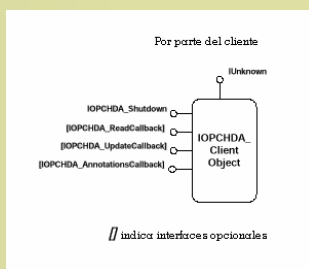 Por parte del cliente
IUnknown
IOPCHDA_Shutdown
[IOPCHDA_ReadCallback]
[IOPCHDA_UpdateCallback]
[IOPCHDA_AnnotationsCallback]
IOPCHDA_
Client
Object
[] indica interfaces opcionales